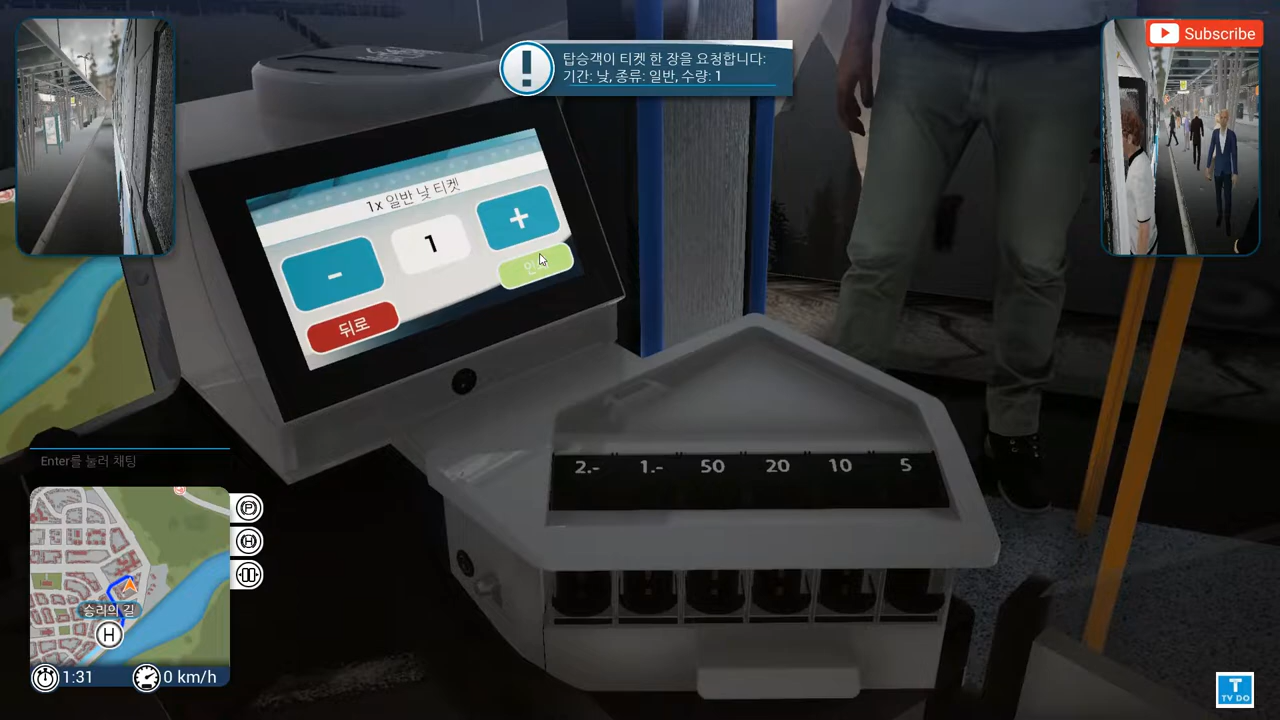 탑승객이 티켓 한 장을 요청합니다:
기간: 낮, 종류: 일반, 수량: 1
Subscribe
1x 일반 낮 티켓
-
1
+
뒤로
2.- 1.- 50 20 10 5
Enter를 눌러 채팅
승리의 길
H
1:31
0 km/h
T
TV DO